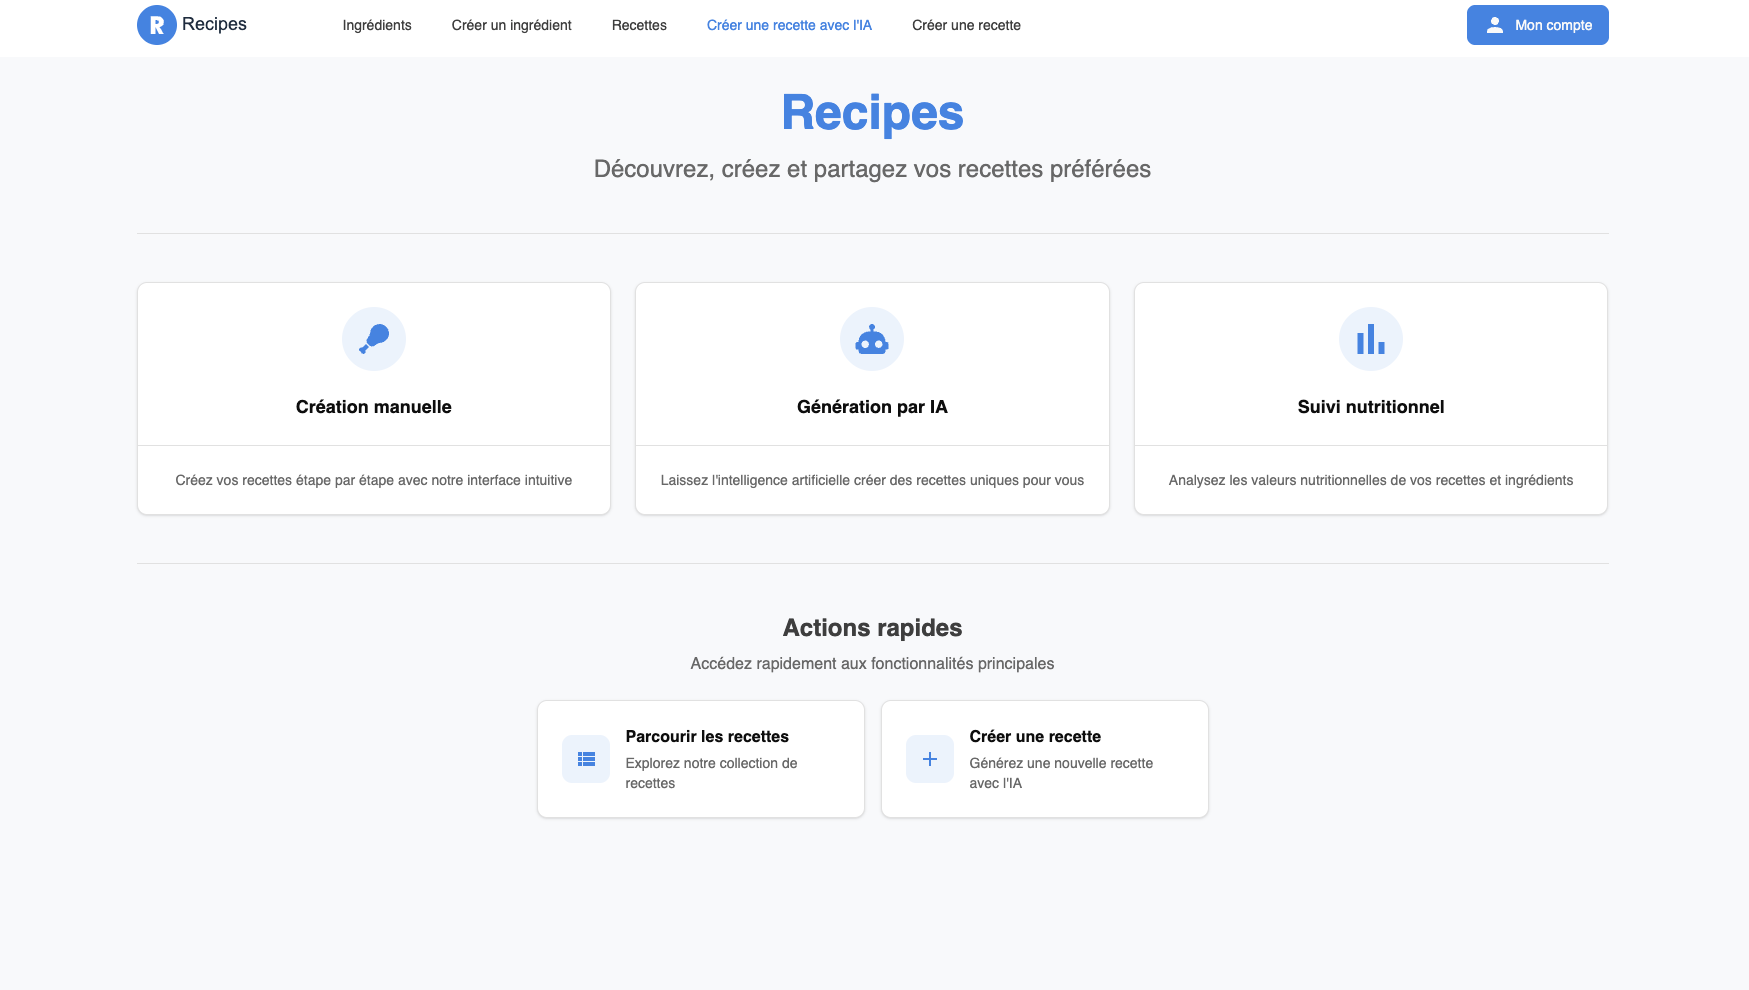 R Recipes
Ingrédients
Créer un ingrédient
Recettes
Créer une recette avec l'IA
Créer une recette
Mon compte
Recipes
Découvrez, créez et partagez vos recettes préférées
Création manuelle
Créez vos recettes étape par étape avec notre interface intuitive
Génération par IA
Laissez l'intelligence artificielle créer des recettes uniques pour vous
Suivi nutritionnel
Analysez les valeurs nutritionnelles de vos recettes et ingrédients
Actions rapides
Accédez rapidement aux fonctionnalités principales
Parcourir les recettes
Explorez notre collection de
recettes
Créer une recette
Générez une nouvelle recette
avec l'IA